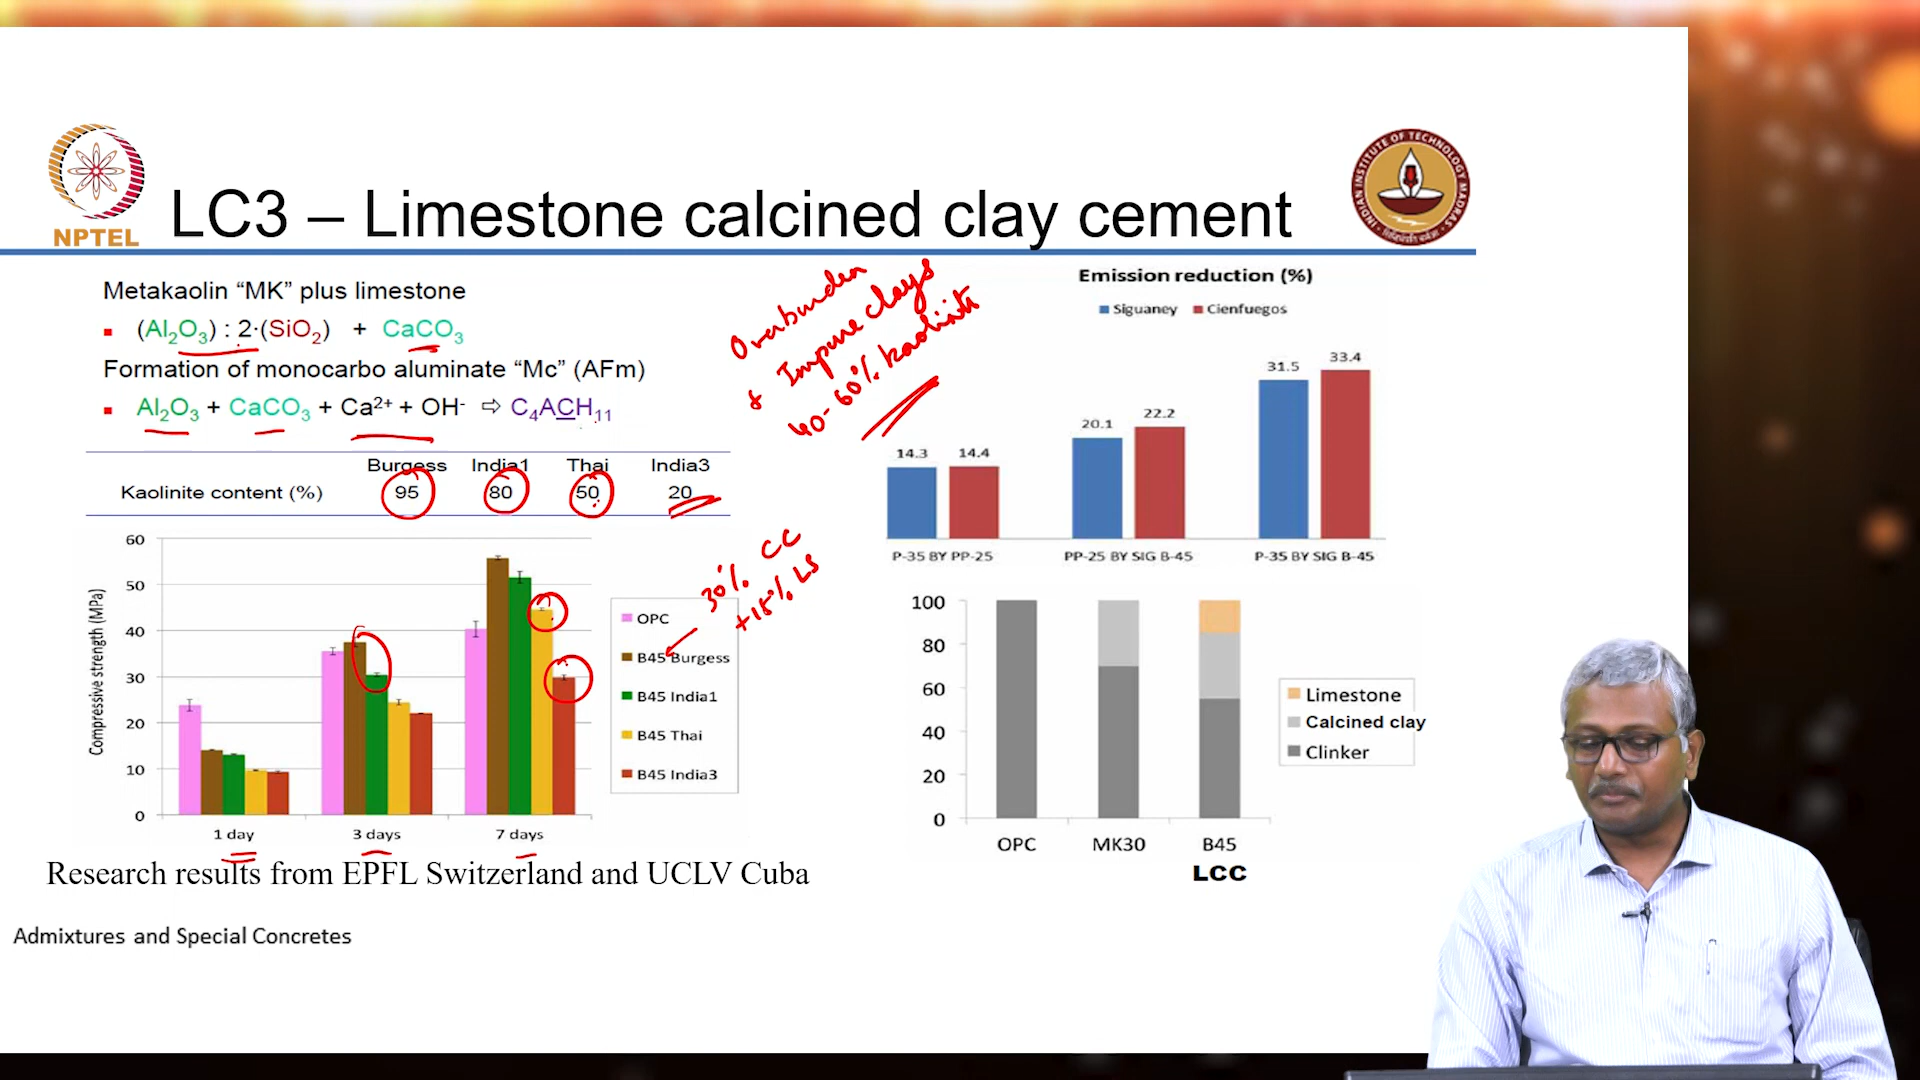 NPTEL
LC3 – Limestone calcined clay cement
INDIAN INSTITUTE OF TECHNOLOGY MADRAS
Metakaolin “MK” plus limestone
(Al2O3) : 2·(SiO2) + CaCO3
Formation of monocarbo aluminate “Mc” (AFm)
Al2O3 + CaCO3 + Ca2+ + OH- ⇨ C4ACH11
Burgess India1 Thai India3
Kaolinite content (%) 95 80 50 20
Overburden
& Impure clays
40-60% kaolinite
Compressive strength (MPa)
60
50
40
30
20
10
0
1 day 3 days 7 days
OPC
B45 Burgess
B45 India1
B45 Thai
B45 India3
30% CC
+15% LS
Research results from EPFL Switzerland and UCLV Cuba
Admixtures and Special Concretes
Emission reduction (%)
Siguaney Cienfuegos
14.3 14.4 20.1 22.2 31.5 33.4
P-35 BY PP-25 PP-25 BY SIG B-45 P-35 BY SIG B-45
100
80
60
40
20
0
OPC MK30 B45
LCC
Limestone
Calcined clay
Clinker